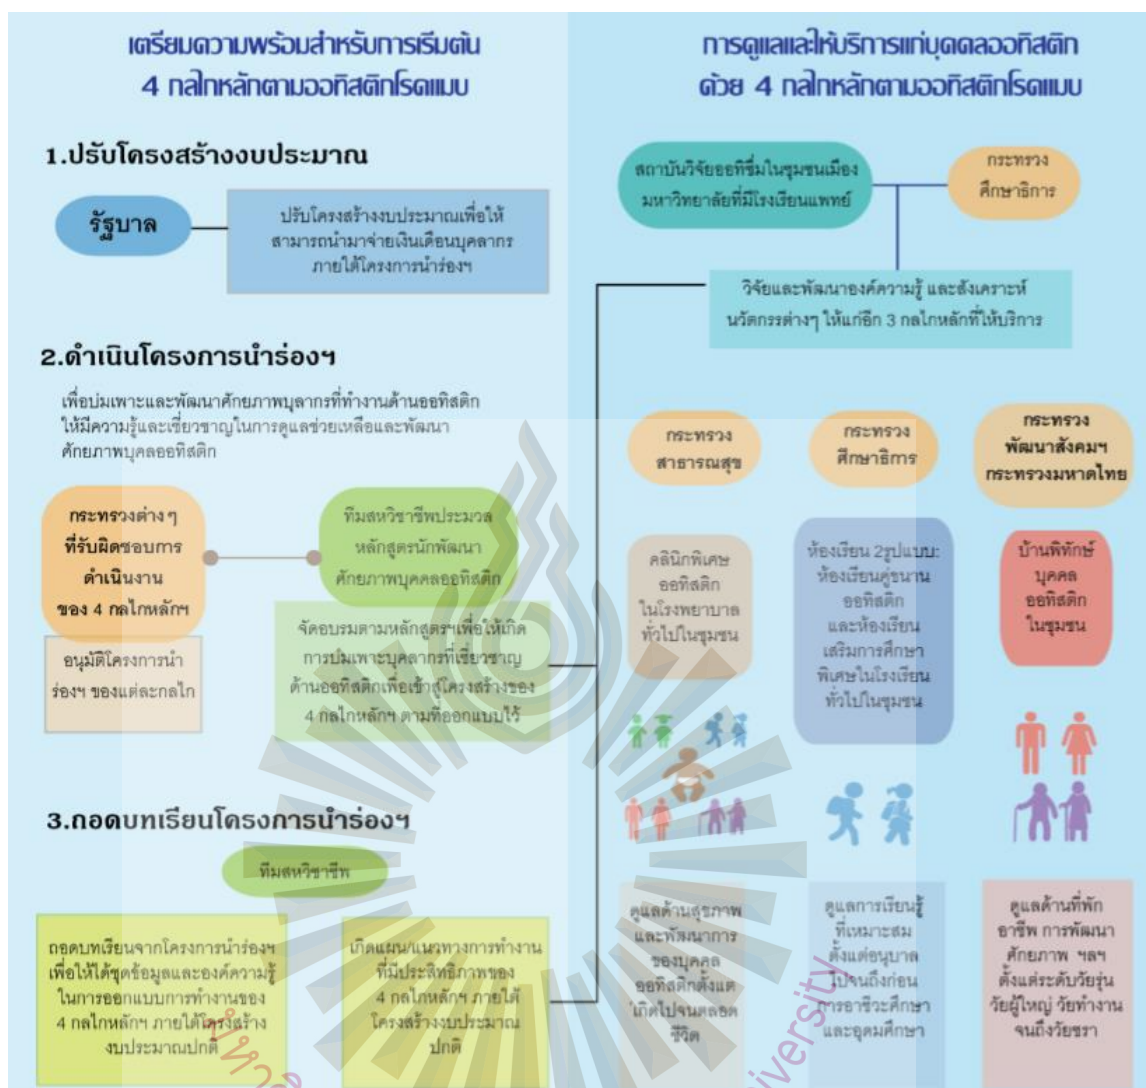 เตรียมความพร้อมสำหรับการเริ่มต้น
4 กลไกหลักตามออทิสติกโรดแมบ
1.ปรับโครงสร้างงบประมาณ
รัฐบาล
ปรับโครงสร้างงบประมาณเพื่อให้
สามารถนำมาจ่ายเงินเดือนบุคลากร
ภายใต้โครงการนำร่องฯ
2.ดำเนินโครงการนำร่องฯ
เพื่อบ่มเพาะและพัฒนาศักยภาพบุลากรที่ทำงานด้านออทิสติก
ให้มีความรู้และเชี่ยวชาญในการดูแลช่วยเหลือและพัฒนา
ศักยภาพบุคลออทิสติก
กระทรวงต่าง ๆ
ที่รับผิดชอบการ
ดำเนินงาน
ของ 4 กลไกหลักฯ
ทีมสหวิชาชีพประมวล
หลักสูตรนักพัฒนา
ศักยภาพบุคคลออทิสติก
อนุมัติโครงการนำ
ร่องฯ ของแต่ละกลไก
จัดอบรมตามหลักสูตรฯเพื่อให้เกิด
การบ่มเพาะบุคลากรที่เชี่ยวชาญ
ด้านออทิสติกเพื่อเข้าสู่โครงสร้างของ
4 กลไกหลักฯ ตามที่ออกแบบไว้
3.ถอดบทเรียนโครงการนำร่องฯ
ทีมสหวิชาชีพ
ถอดบทเรียนจากโครงการนำร่องฯ
เพื่อให้ได้ชุดข้อมูลและองค์ความรู้
ในการออกแบบการทำงานของ
4 กลไกหลักฯ ภายใต้โครงสร้าง
งบประมาณปกติ
เกิดแผน/แนวทางการทำงาน
ที่มีประสิทธิภาพของ
4 กลไกหลักฯ ภายใต้
โครงสร้างงบประมาณ
ปกติ
การดูแลและให้บริการแก่บุคคลออทิสติก
ด้วย 4 กลไกหลักตามออทิสติกโรดแมบ
สถาบันวิจัยออทิซึ่มในชุมชนเมือง
มหาวิทยาลัยที่มีโรงเรียนแพทย์
กระทรวง
ศึกษาธิการ
วิจัยและพัฒนาองค์ความรู้ และสังเคราะห์
นวัตกรรต่างๆ ให้แก่อีก 3 กลไกหลักที่ให้บริการ
กระทรวง
สาธารณสุข
คลินิกพิเศษ
ออทิสติก
ในโรงพยาบาล
ทั่วไปในชุมชน
ดูแลด้านสุขภาพ
และพัฒนาการ
ของบุคคล
ออทิสติกตั้งแต่
เกิดไปจนตลอด
ชีวิต
กระทรวง
ศึกษาธิการ
ห้องเรียน 2รูปแบบ:
ห้องเรียนคู่ขนาน
ออทิสติก
และห้องเรียน
เสริมการศึกษา
พิเศษในโรงเรียน
ทั่วไปในชุมชน
ดูแลการเรียนรู้
ที่เหมาะสม
ตั้งแต่อนุบาล
ไปจนถึงก่อน
การอาชีวะศึกษา
และอุดมศึกษา
กระทรวง
พัฒนาสังคมฯ
กระทรวงมหาดไทย
บ้านพิทักษ์
บุคคล
ออทิสติก
ในชุมชน
ดูแลด้านที่พัก
อาชีพ การพัฒนา
ศักยภาพ ฯลฯ
ตั้งแต่ระดับวัยรุ่น
วัยผู้ใหญ่ วัยทำงาน
จนถึงวัยชรา